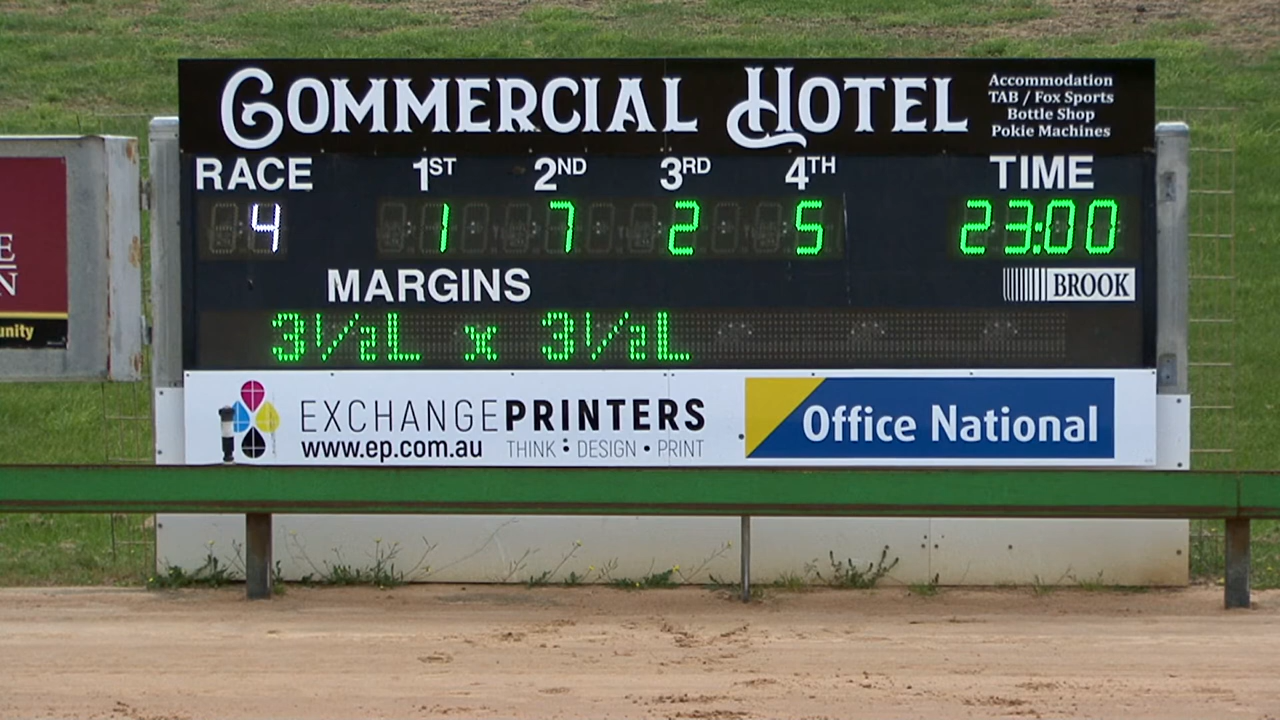 COMMERCIAL HOTEL
Accommodation
TAB / Fox Sports
Bottle Shop
Pokie Machines
RACE 1ST 2ND 3RD 4TH TIME
4 1 7 2 5 23:00
MARGINS
BROOK
3½L x 3½L
E
N
unity
EXCHANGEPRINTERS
www.ep.com.au THINK : DESIGN • PRINT
Office National